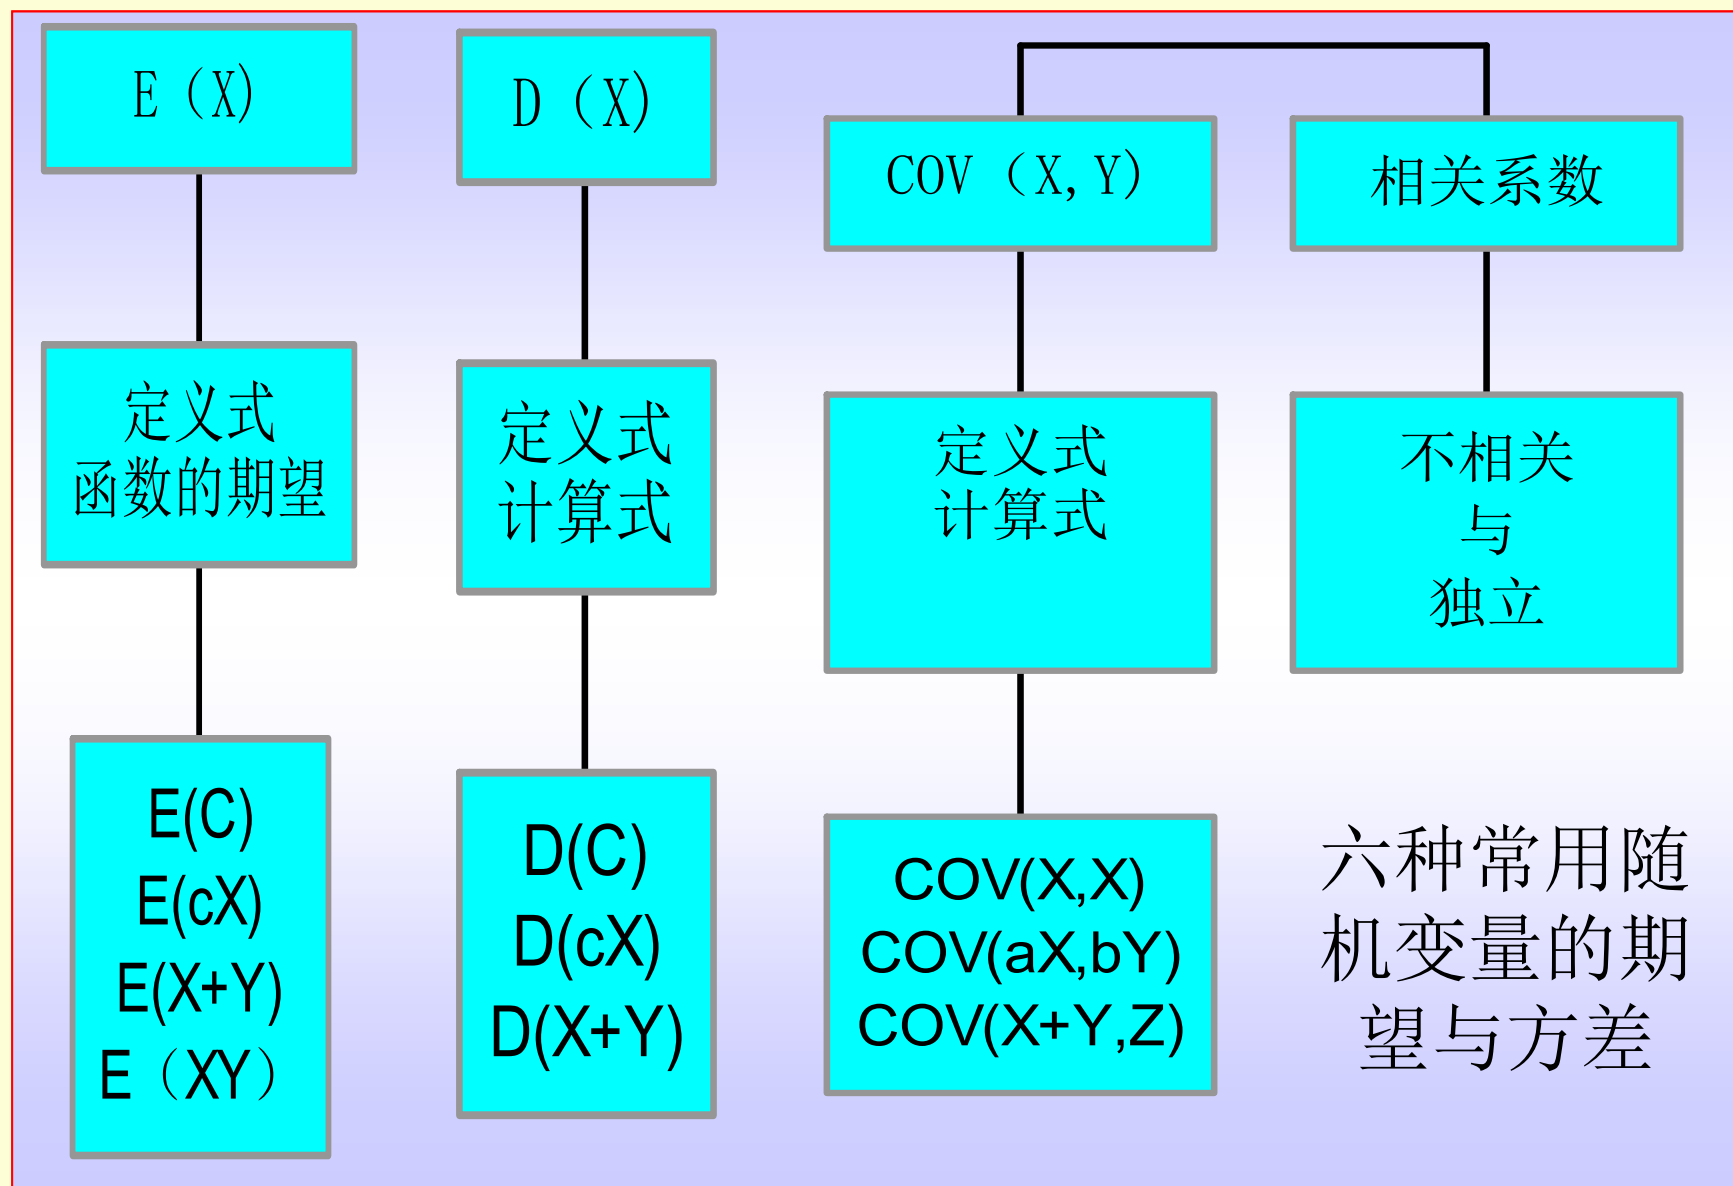 E（X)
定义式
函数的期望
E(C)
E(cX)
E(X+Y)
E（XY）
D（X)
定义式
计算式
D(C)
D(cX)
D(X+Y)
COV（X,Y)
定义式
计算式
COV(X,X)
COV(aX,bY)
COV(X+Y,Z)
相关系数
不相关
与
独立
六种常用随
机变量的期
望与方差